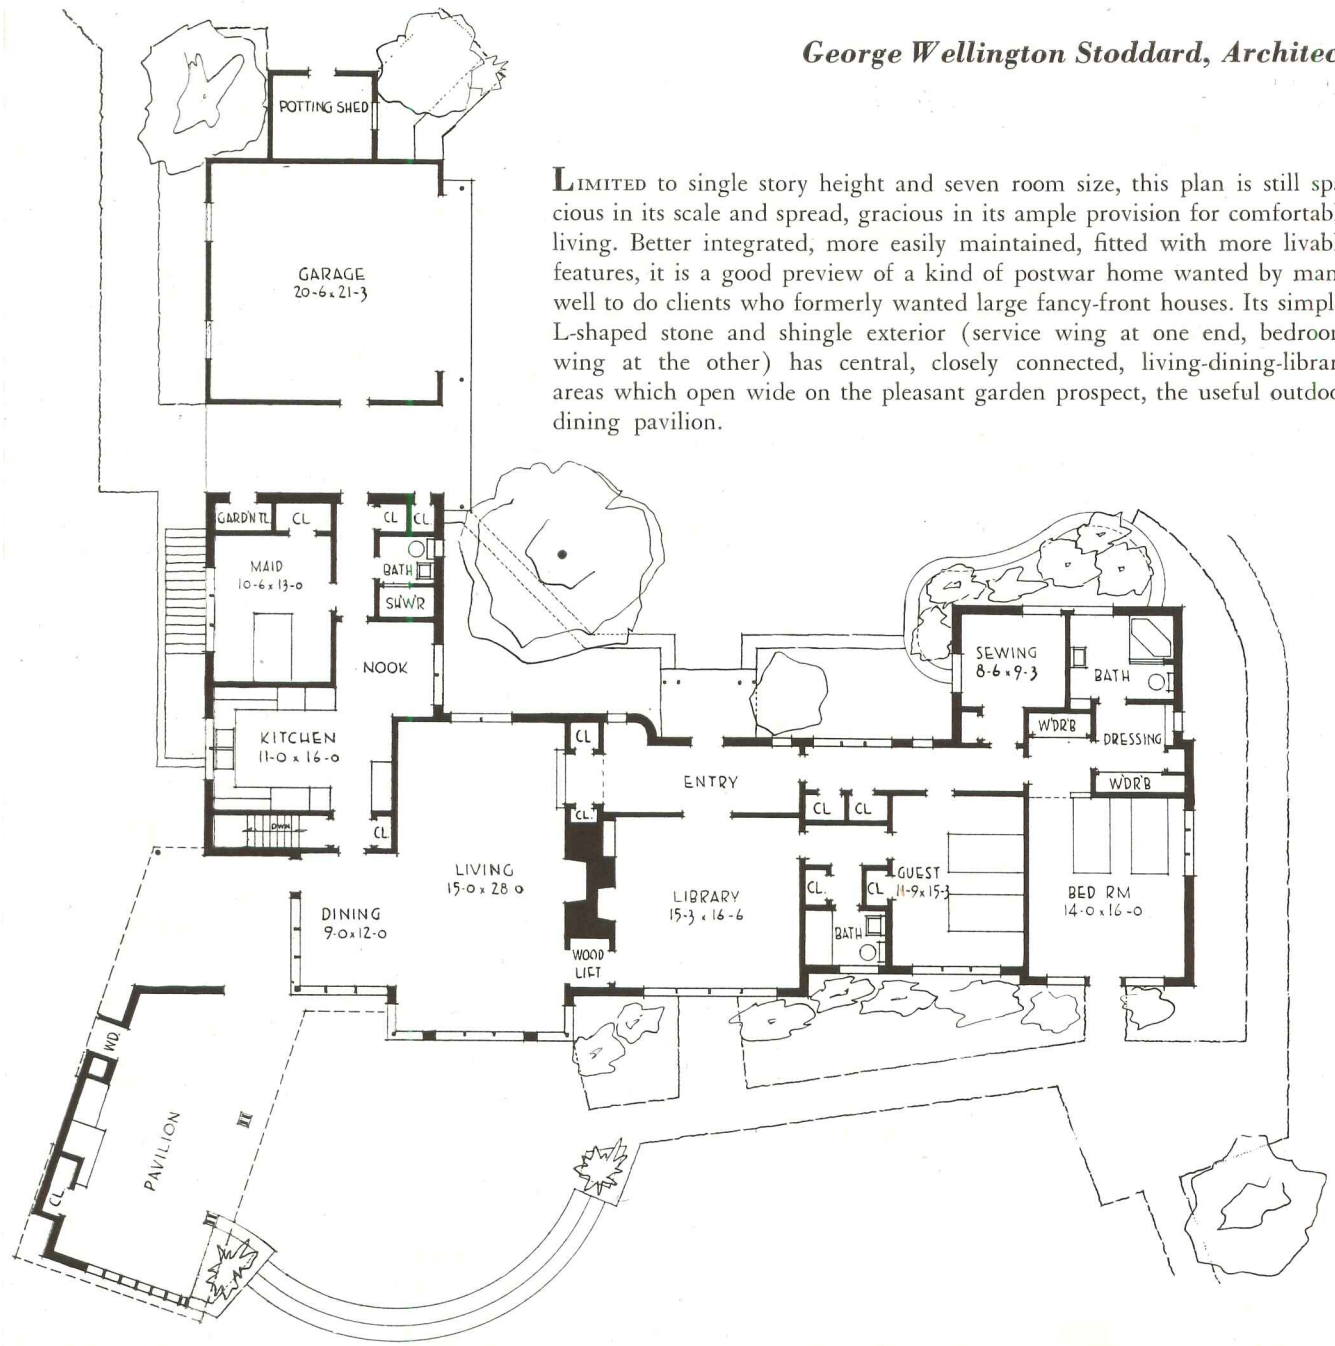 George Wellington Stoddard, Architec
LIMITED to single story height and seven room size, this plan is still spa
cious in its scale and spread, gracious in its ample provision for comfortabl
living. Better integrated, more easily maintained, fitted with more livabl
features, it is a good preview of a kind of postwar home wanted by man
well to do clients who formerly wanted large fancy-front houses. Its simpl
L-shaped stone and shingle exterior (service wing at one end, bedroom
wing at the other) has central, closely connected, living-dining-librar
areas which open wide on the pleasant garden prospect, the useful outdoo
dining pavilion.
POTTING SHED
GARAGE
20-6 x 21-3
GARD'N TL
CL
CL
CL.
MAID
10-6 x 13-0
BATH
SHW'R
NOOK
KITCHEN
11-0 x 16-0
DWN
CL
CL
CL.
ENTRY
SEWING
8-6 x 9-3
BATH
W'DR'B
DRESSING
W'DR'B
CL
CL
LIVING
15-0 x 28-0
DINING
9-0 x 12-0
LIBRARY
15-3 x 16-6
WOOD
LIFT
CL.
CL
BATH
GUEST
11-9 x 15-3
BED RM
14-0 x 16-0
WD.
PAVILION
CL